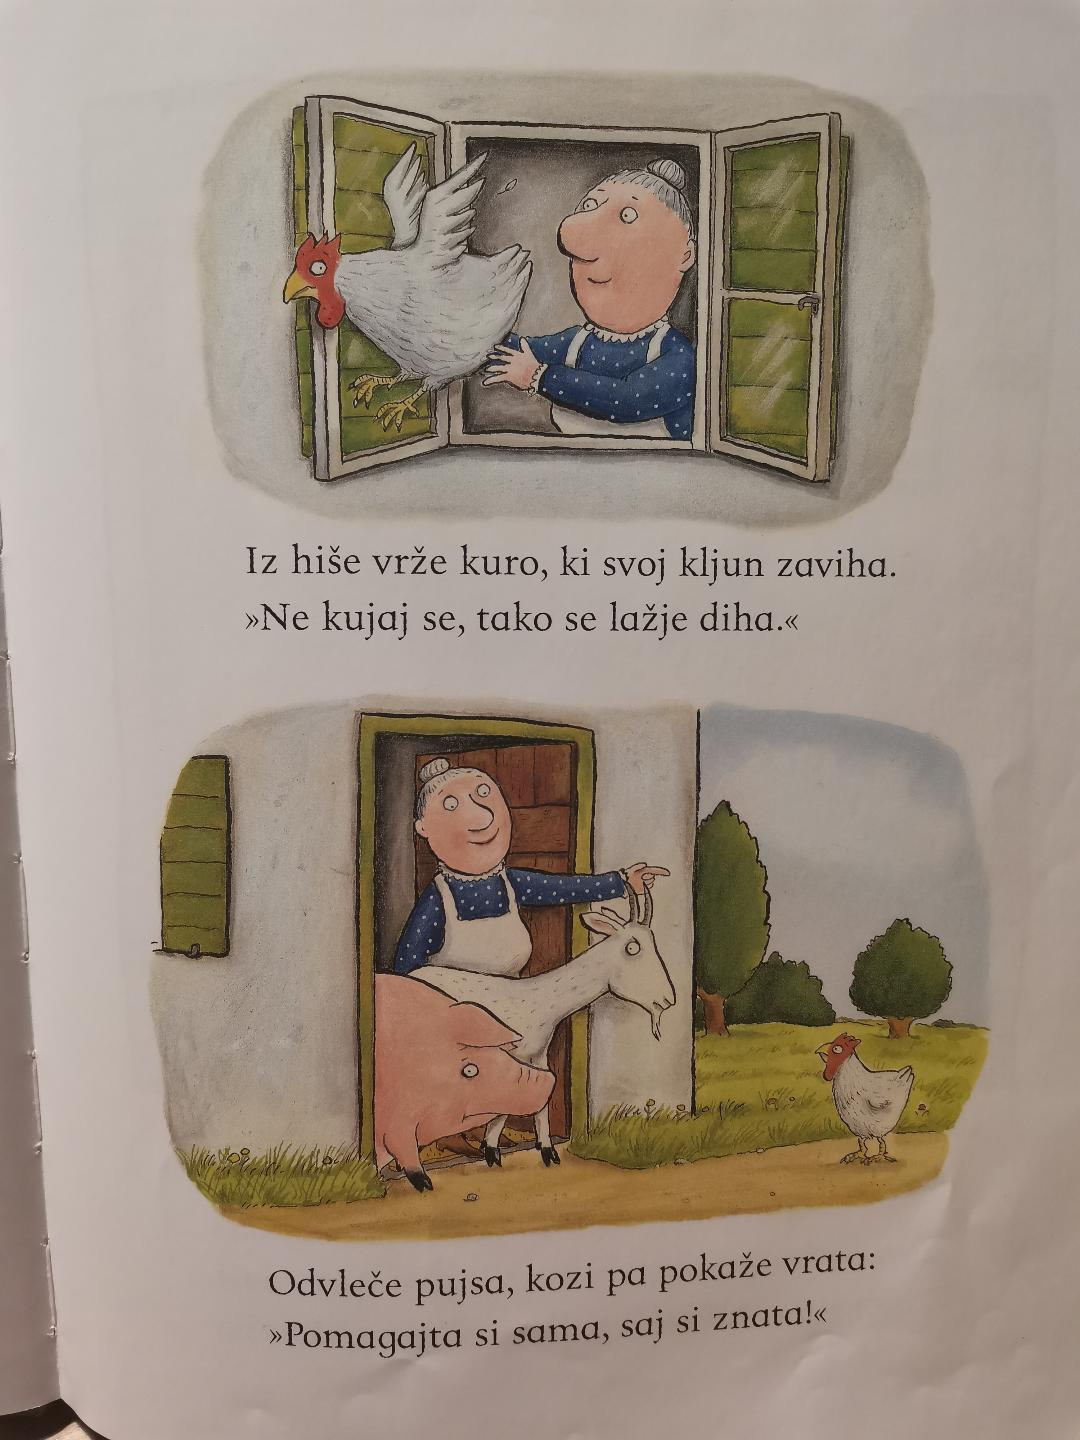 Iz hiše vrže kuro, ki svoj kljun zaviha.
»Ne kujaj se, tako se lažje diha.«
Odvleče pujsa, kozi pa pokaže vrata:
»Pomagajta si sama, saj si znata!«